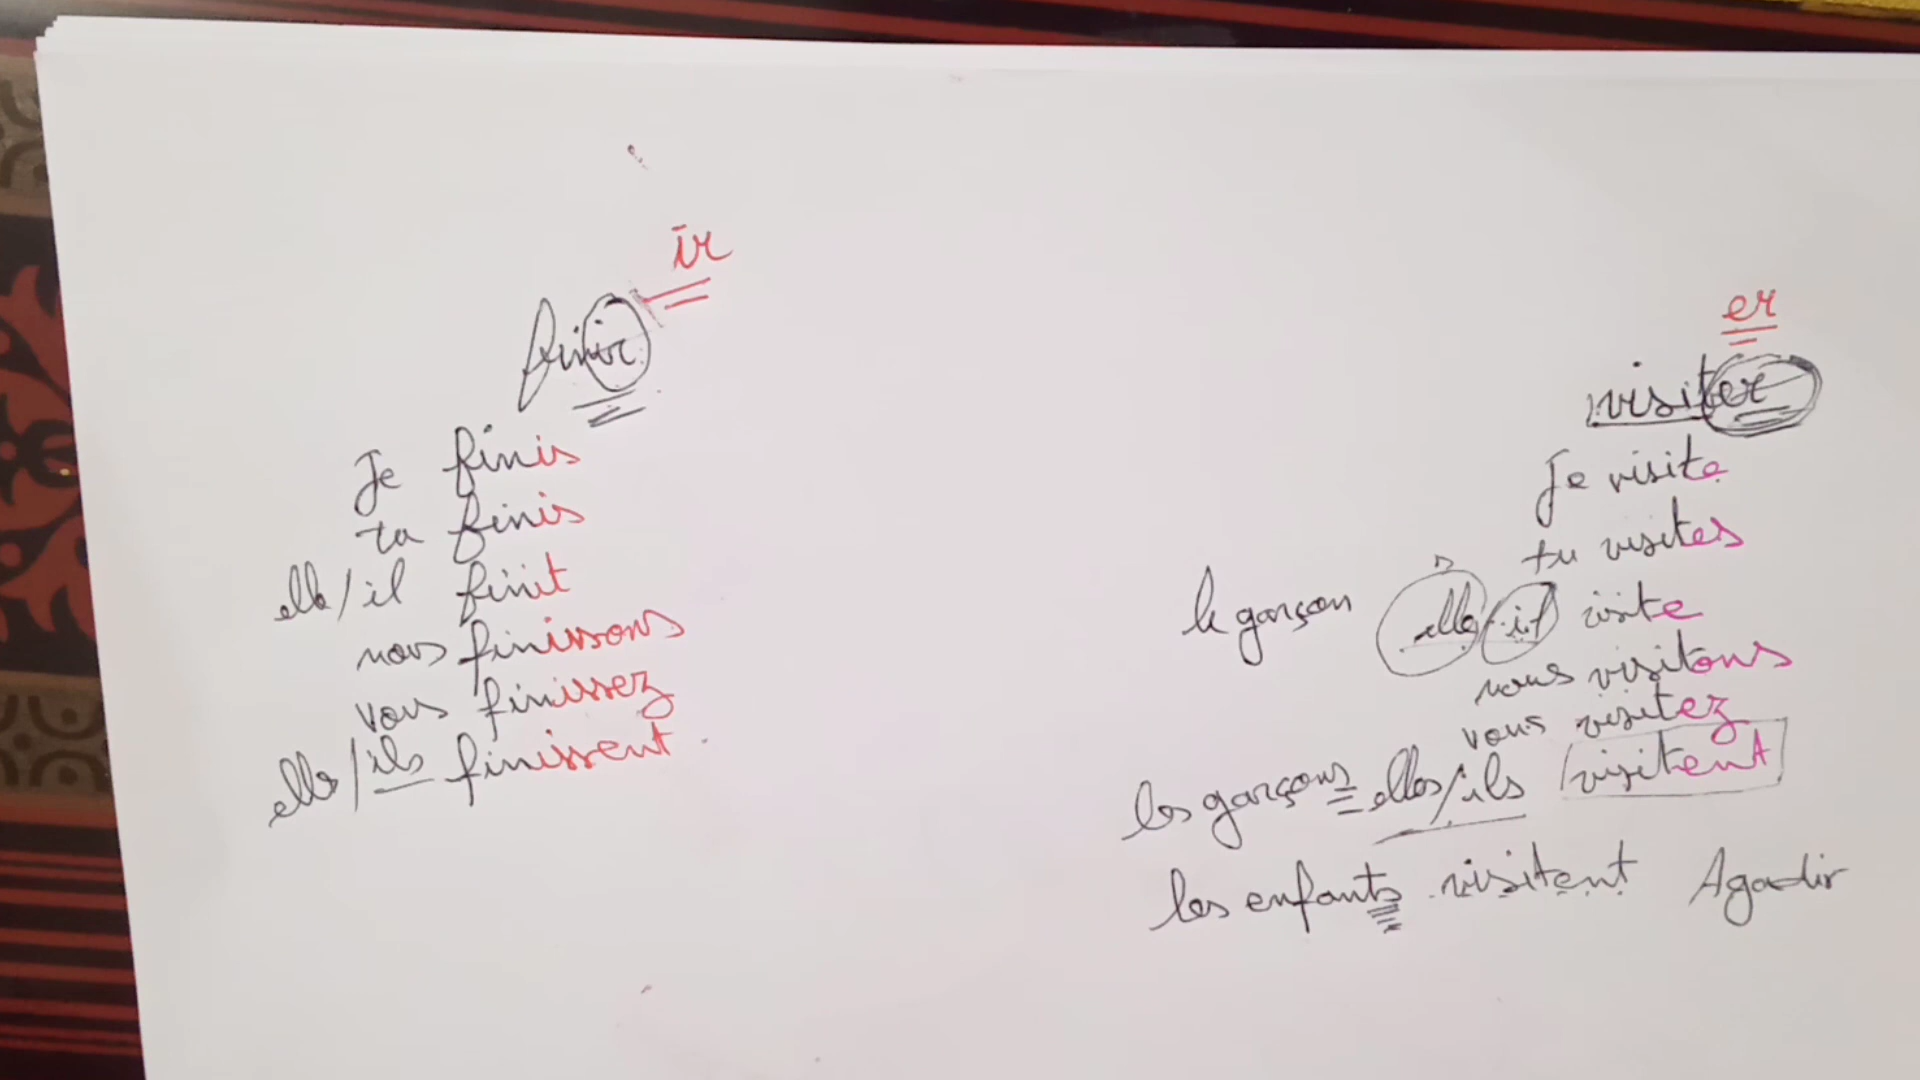 ir
finir
Je finis
tu finis
elle/il finit
nous finissons
vous finissez
elle/ils finissent
er
visiter
Je visite
tu visites
le garçon elle/il visite
nous visitons
vous visitez
les garçons elles/ils visitent
les enfants visitent Agadir